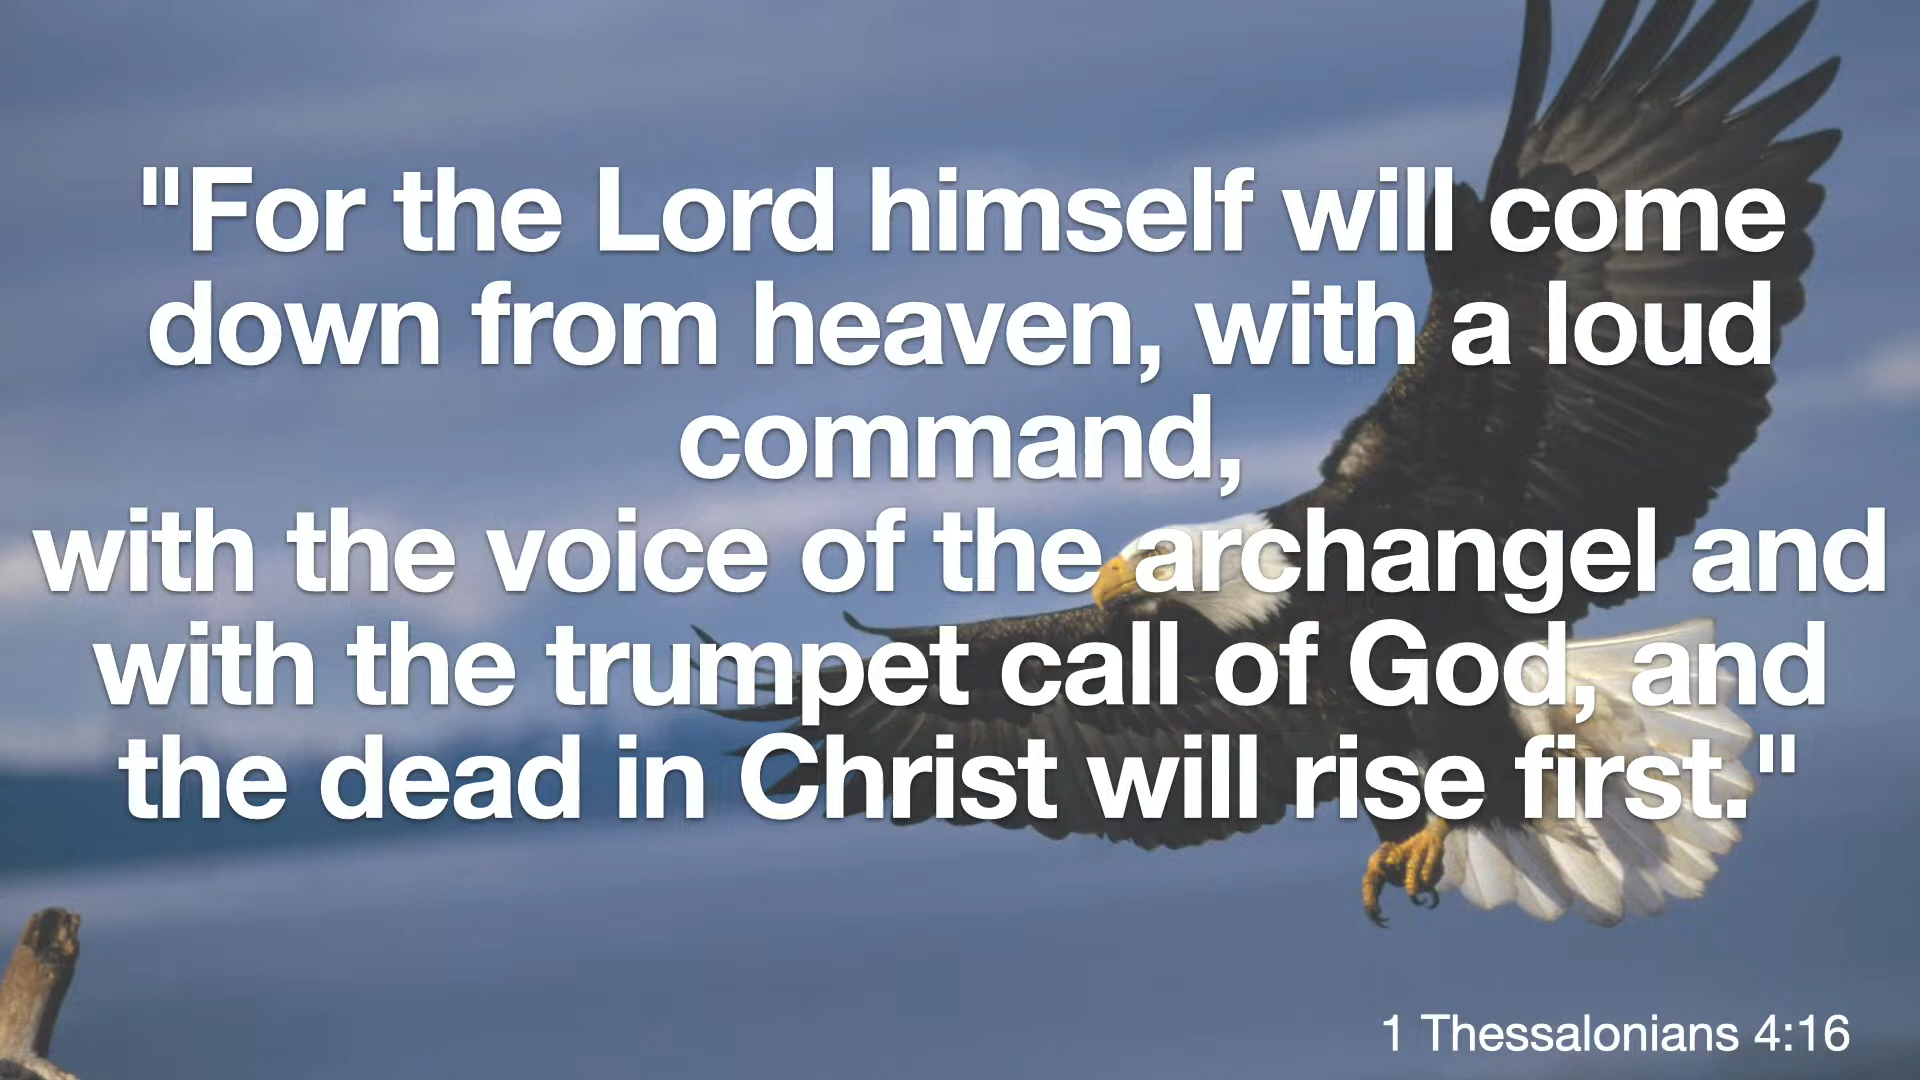 "For the Lord himself will come
down from heaven, with a loud
command,
with the voice of the archangel and
with the trumpet call of God, and
the dead in Christ will rise first."
1 Thessalonians 4:16